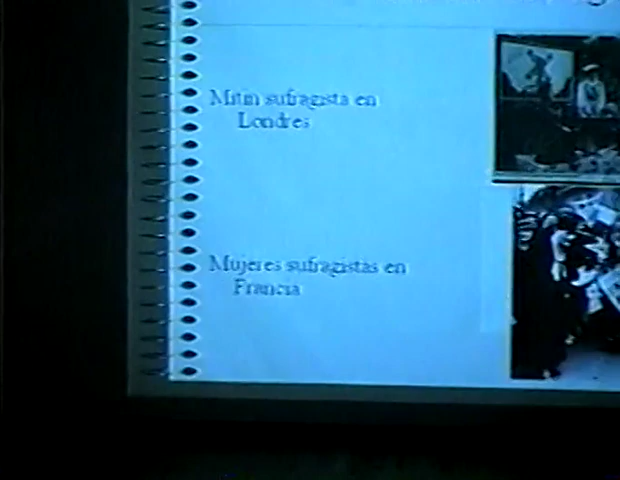 Mitin sufragista en
Londres
Mujeres sufragistas en
Francia